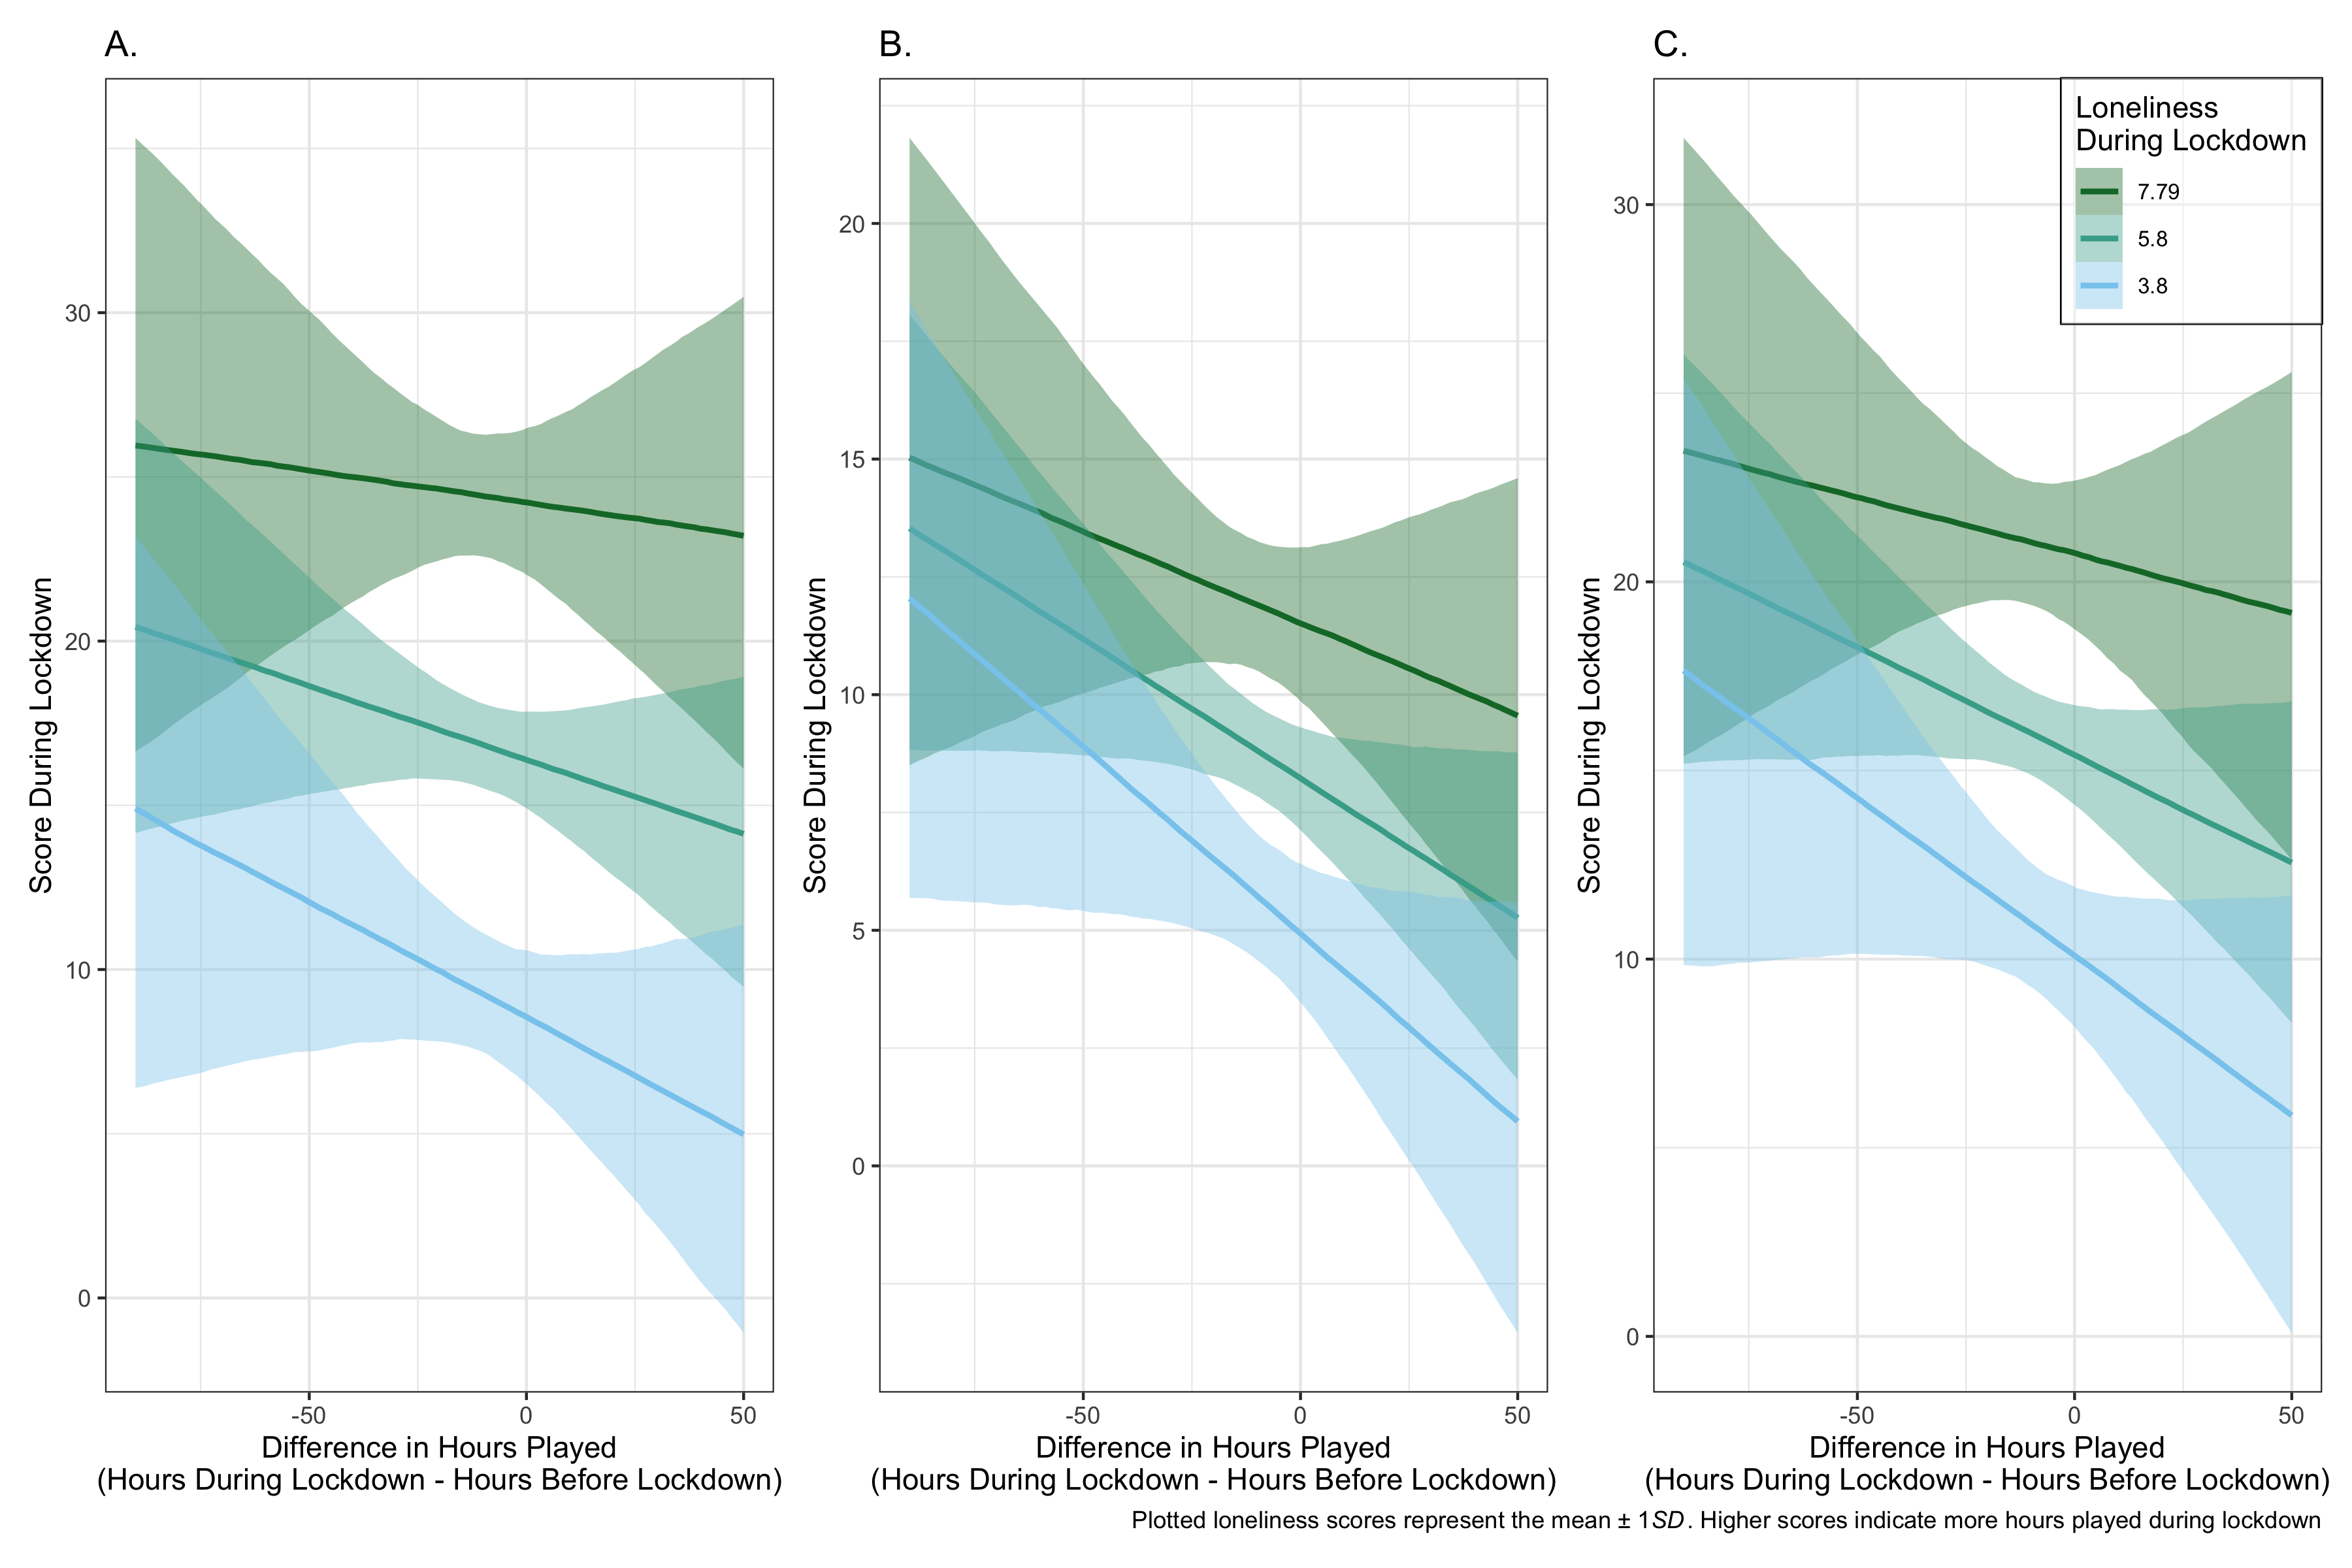 A.
Score During Lockdown
30
20
10
0
-50
0
50
Difference in Hours Played
(Hours During Lockdown - Hours Before Lockdown)
B.
Score During Lockdown
20
15
10
5
0
-50
0
50
Difference in Hours Played
(Hours During Lockdown - Hours Before Lockdown)
C.
Score During Lockdown
30
20
10
0
-50
0
50
Difference in Hours Played
(Hours During Lockdown - Hours Before Lockdown)
Loneliness
During Lockdown
7.79
5.8
3.8
Plotted loneliness scores represent the mean ± 1SD. Higher scores indicate more hours played during lockdown